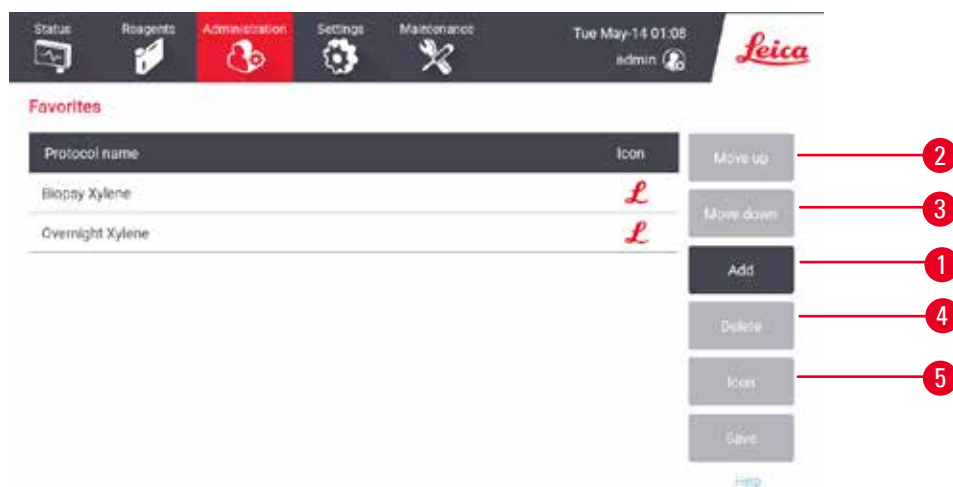 Status Reagents Administration Settings Maintenance Tue May-14 01:08
admin
Leica
Favorites
Protocol name Icon
Biopsy Xylene L
Overnight Xylene L
Move up 2
Move down 3
Add 1
Delete 4
Icon 5
Save
Help